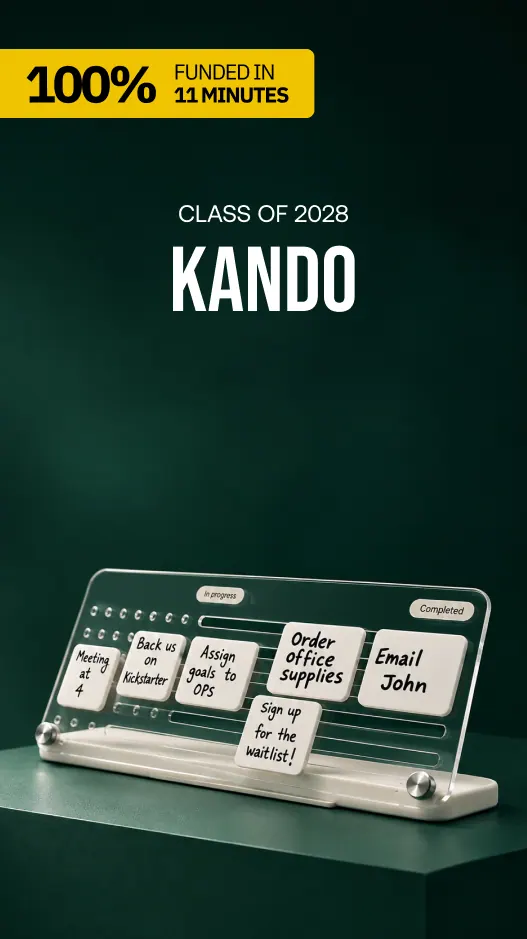 100%
FUNDED IN
11 MINUTES
CLASS OF 2028
KANDO
In progress
Completed
Meeting
at
4
Back us
on
Kickstarter
Assign
goals to
OPS
Order
office
supplies
Email
John
Sign up
for the
waitlist!